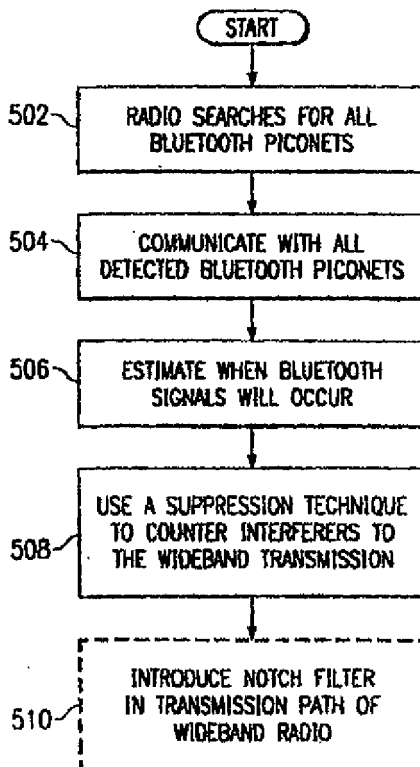 START
502
RADIO SEARCHES FOR ALL
BLUETOOTH PICONETS
504
COMMUNICATE WITH ALL
DETECTED BLUETOOTH PICONETS
506
ESTIMATE WHEN BLUETOOTH
SIGNALS WILL OCCUR
508
USE A SUPPRESSION TECHNIQUE
TO COUNTER INTERFERERS TO
THE WIDEBAND TRANSMISSION
510
INTRODUCE NOTCH FILTER
IN TRANSMISSION PATH OF
WIDEBAND RADIO